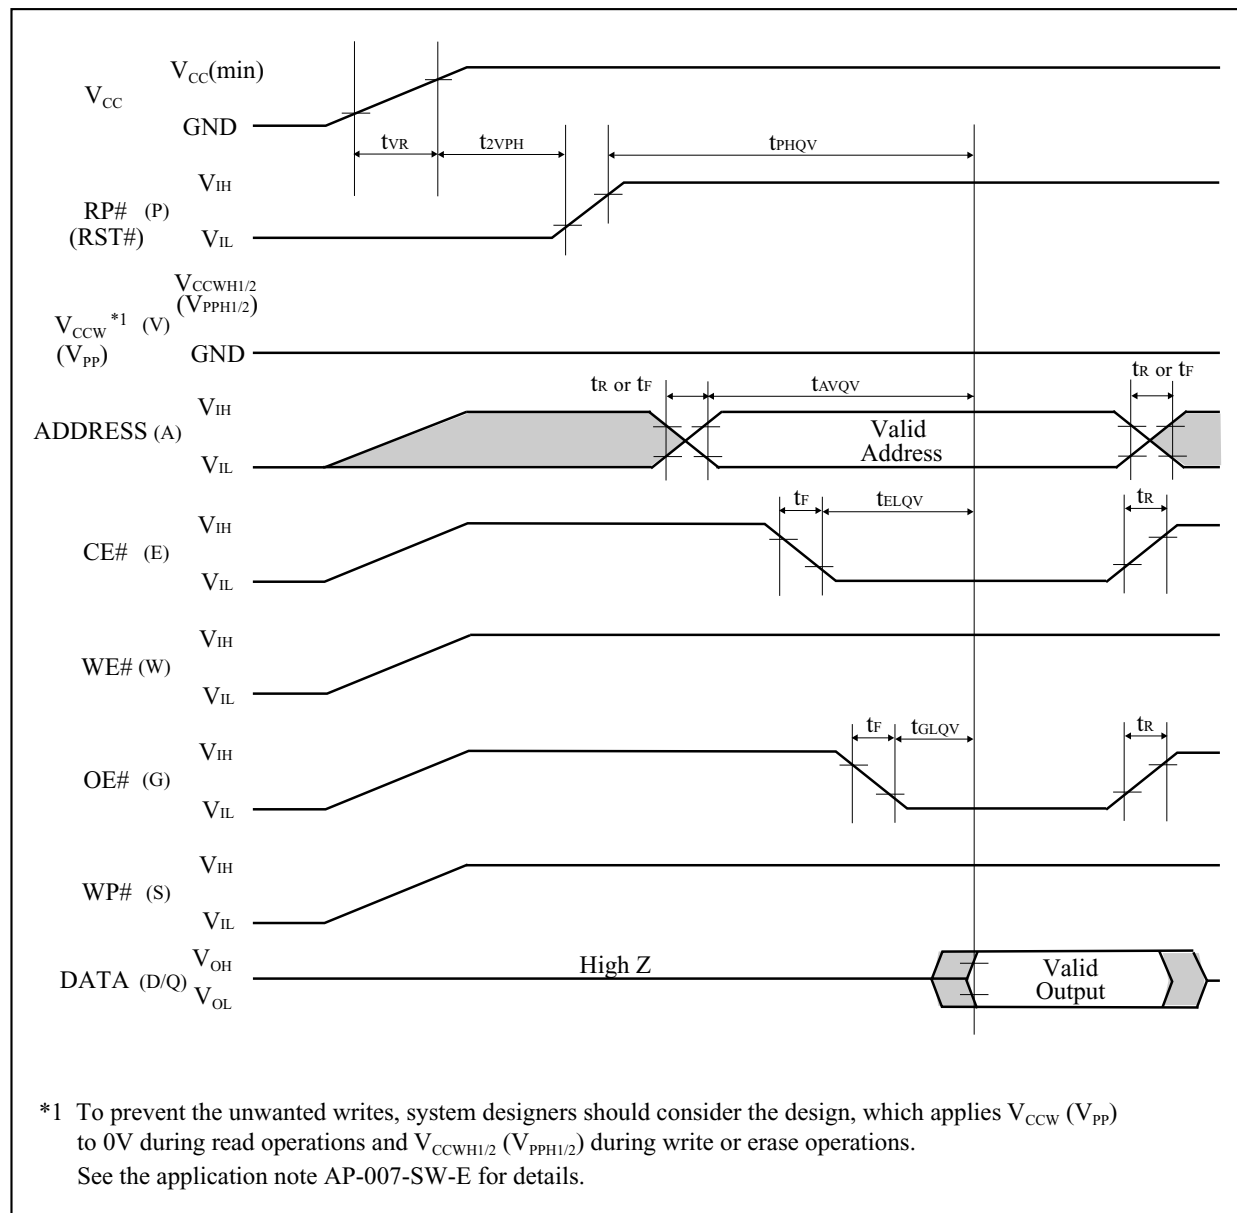 VCC(min)
VCC
GND
tVR
t2VPH
tPHQV
VIH
RP# (P)
(RST#)
VIL
VCCWH1/2
(VPPH1/2)
VCCW *1 (V)
(VPP)
GND
tR or tF
tAVQV
tR or tF
VIH
ADDRESS (A)
Valid
Address
VIL
tF
tELQV
tR
VIH
CE# (E)
VIL
VIH
WE# (W)
VIL
tF
tGLQV
tR
VIH
OE# (G)
VIL
VIH
WP# (S)
VIL
VOH
High Z
DATA (D/Q)
Valid
Output
VOL
*1 To prevent the unwanted writes, system designers should consider the design, which applies VCCW (VPP)
to 0V during read operations and VCCWH1/2 (VPPH1/2) during write or erase operations.
See the application note AP-007-SW-E for details.